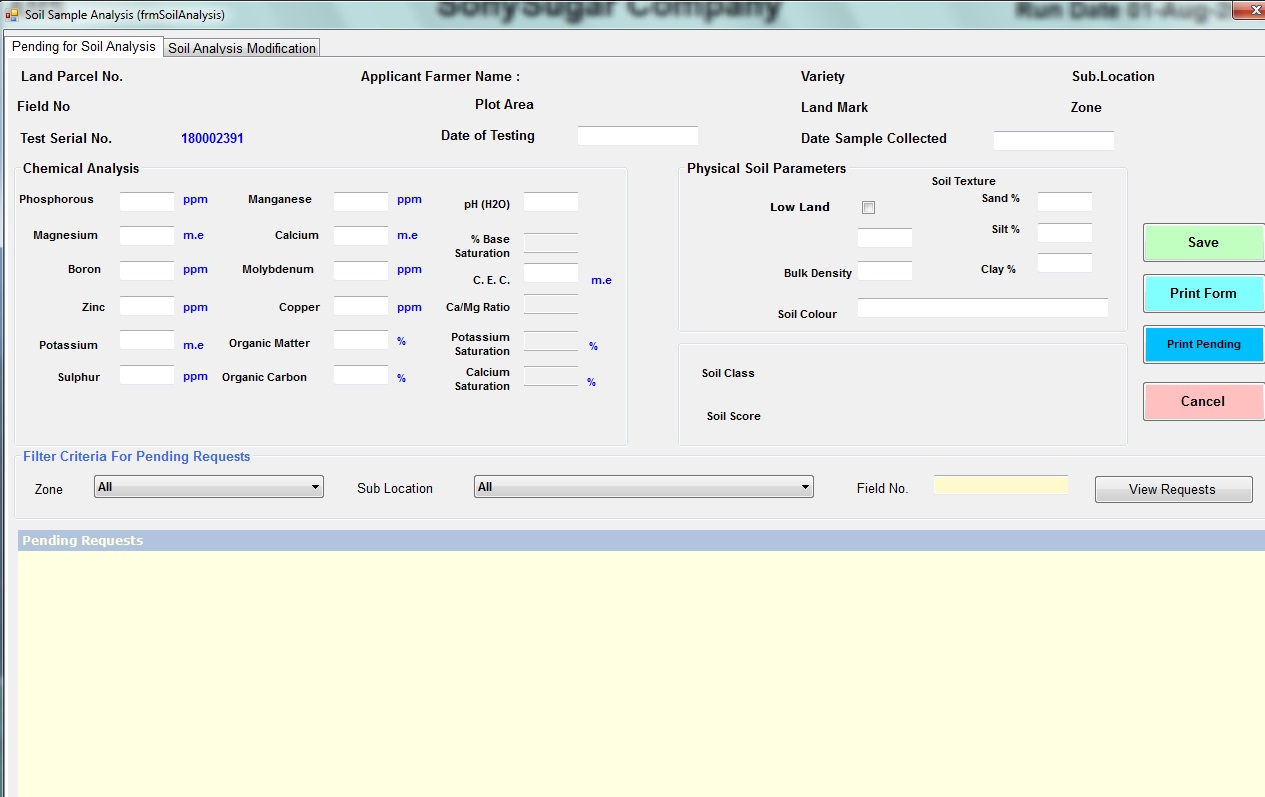 SonySugar Company
Run Date 01-Aug-2
Soil Sample Analysis (frmSoilAnalysis)
Pending for Soil Analysis Soil Analysis Modification
Land Parcel No. Applicant Farmer Name : Variety Sub.Location
Field No Plot Area Land Mark Zone
Test Serial No. 180002391 Date of Testing Date Sample Collected
Chemical Analysis
Phosphorous ppm Manganese ppm pH (H2O)
Magnesium m.e Calcium m.e % Base
Saturation
Boron ppm Molybdenum ppm C. E. C. m.e
Zinc ppm Copper ppm Ca/Mg Ratio
Potassium m.e Organic Matter % Potassium
Saturation %
Sulphur ppm Organic Carbon % Calcium
Saturation %
Physical Soil Parameters
Soil Texture
Low Land Sand %
Silt %
Bulk Density Clay %
Soil Colour
Soil Class
Soil Score
Save
Print Form
Print Pending
Cancel
Filter Criteria For Pending Requests
Zone All Sub Location All Field No. View Requests
Pending Requests